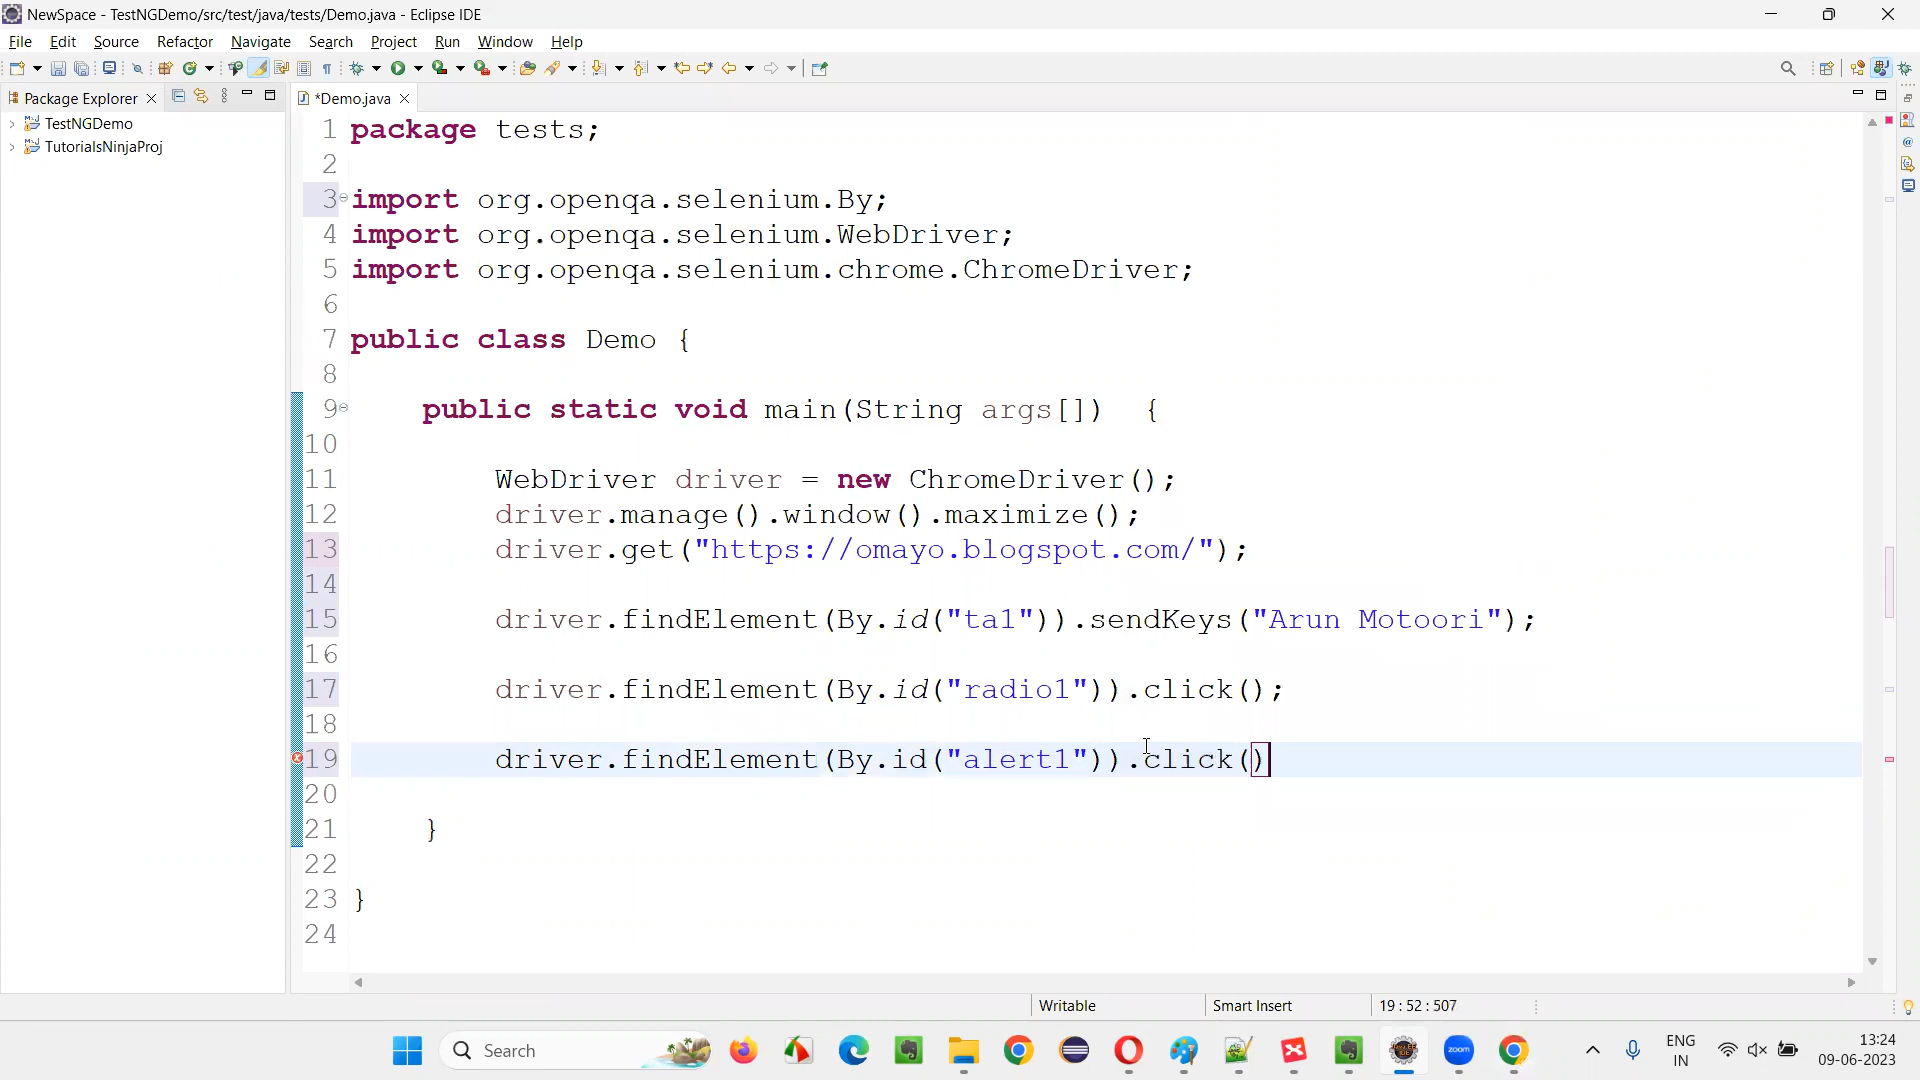 NewSpace - TestNGDemo/src/test/java/tests/Demo.java - Eclipse IDE
File Edit Source Refactor Navigate Search Project Run Window Help
Package Explorer
*Demo.java
TestNGDemo
TutorialsNinjaProj
1 package tests;
2
3 import org.openqa.selenium.By;
4 import org.openqa.selenium.WebDriver;
5 import org.openqa.selenium.chrome.ChromeDriver;
6
7 public class Demo {
8
9 public static void main(String args[])  {
10
11 WebDriver driver = new ChromeDriver();
12 driver.manage().window().maximize();
13 driver.get("https://omayo.blogspot.com/");
14
15 driver.findElement(By.id("ta1")).sendKeys("Arun Motoori");
16
17 driver.findElement(By.id("radio1")).click();
18
19 driver.findElement(By.id("alert1")).click()
20
21 }
22
23 }
24
Writable Smart Insert 19 : 52 : 507
Search
zoom
ENG
IN
13:24
09-06-2023